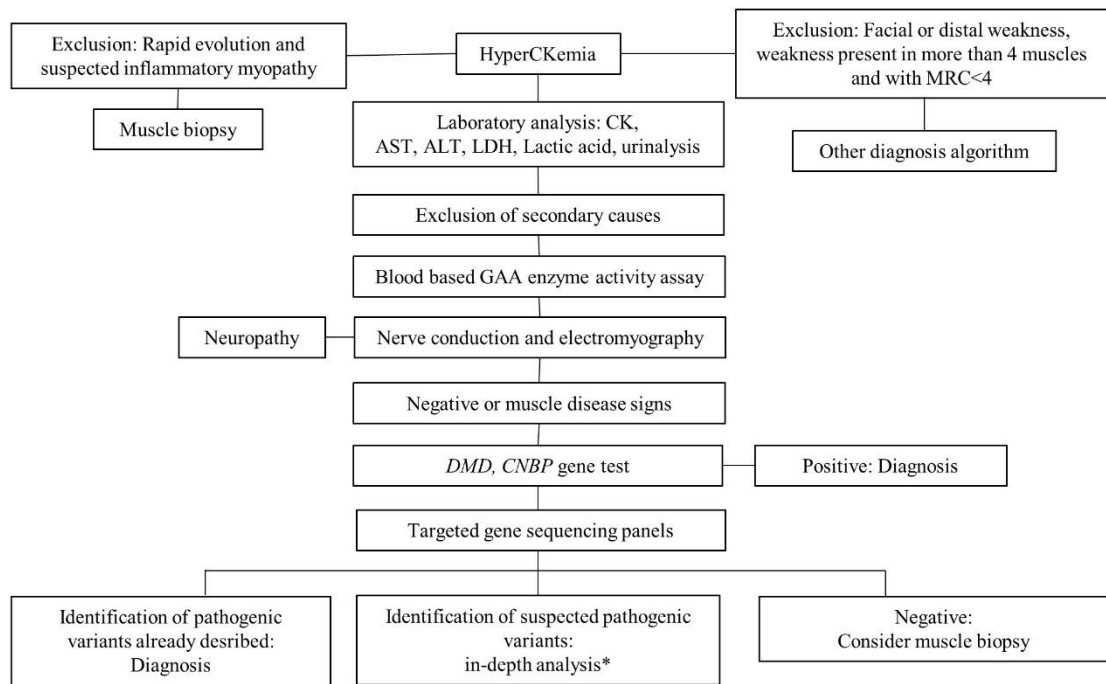 Exclusion: Rapid evolution and
suspected inflammatory myopathy
HyperCKemia
Exclusion: Facial or distal weakness,
weakness present in more than 4 muscles
and with MRC<4
Muscle biopsy
Laboratory analysis: CK,
AST, ALT, LDH, Lactic acid, urinalysis
Other diagnosis algorithm
Exclusion of secondary causes
Blood based GAA enzyme activity assay
Neuropathy
Nerve conduction and electromyography
Negative or muscle disease signs
DMD, CNBP gene test
Positive: Diagnosis
Targeted gene sequencing panels
Identification of pathogenic
variants already desribed:
Diagnosis
Identification of suspected pathogenic
variants:
in-depth analysis*
Negative:
Consider muscle biopsy